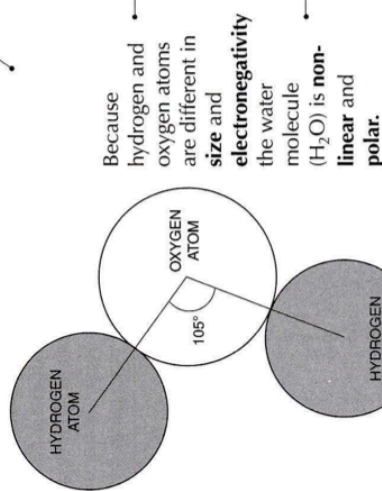 HYDROGEN
ATOM
OXYGEN
ATOM
105°
HYDROGEN
Because
hydrogen and
oxygen atoms
are different in
size and
electronegativity
the water
molecule
(H₂O) is non-
linear and
polar.